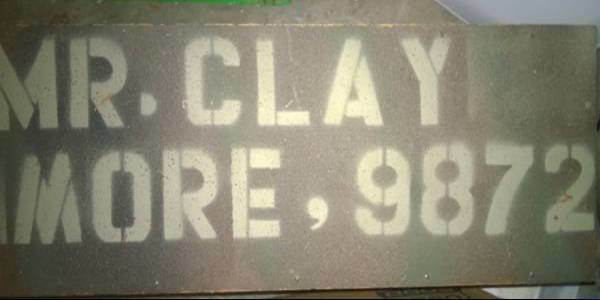 MR. CLAY
MORE, 9872